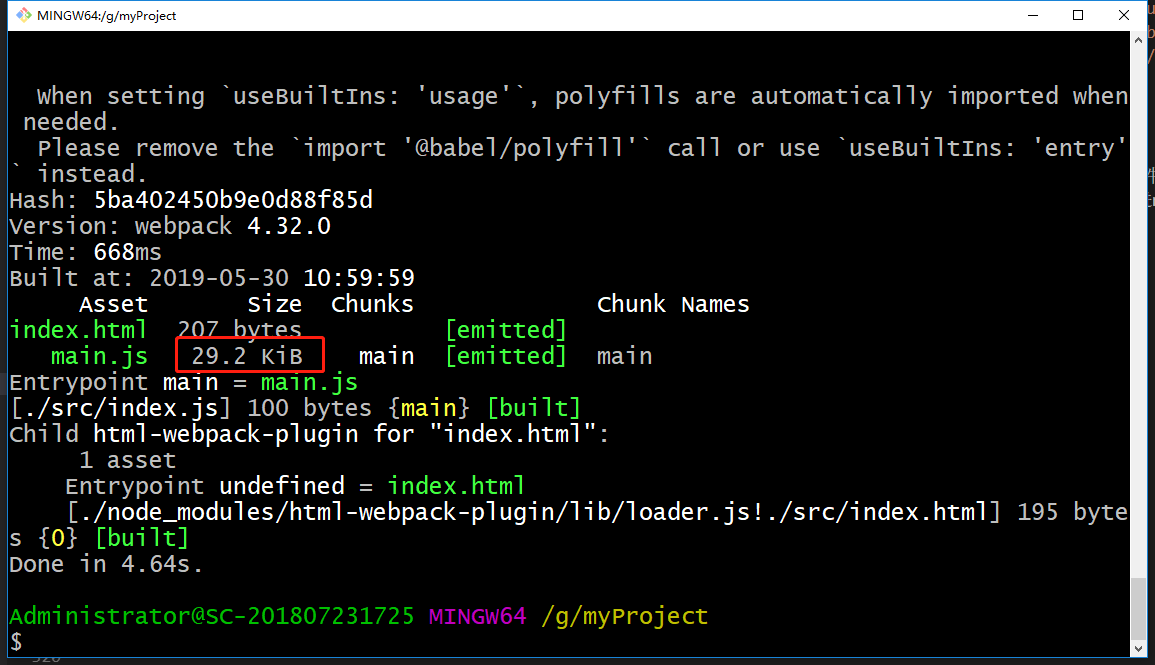 MINGW64:/g/myProject
When setting `useBuiltIns: 'usage'`, polyfills are automatically imported when
needed.
Please remove the `import '@babel/polyfill'` call or use `useBuiltIns: 'entry'
` instead.
Hash: 5ba402450b9e0d88f85d
Version: webpack 4.32.0
Time: 668ms
Built at: 2019-05-30 10:59:59
Asset Size Chunks Chunk Names
index.html 207 bytes [emitted]
main.js 29.2 KiB main [emitted] main
Entrypoint main = main.js
[./src/index.js] 100 bytes {main} [built]
Child html-webpack-plugin for "index.html":
1 asset
Entrypoint undefined = index.html
[./node_modules/html-webpack-plugin/lib/loader.js!./src/index.html] 195 byte
s {0} [built]
Done in 4.64s.
Administrator@SC-201807231725 MINGW64 /g/myProject
$